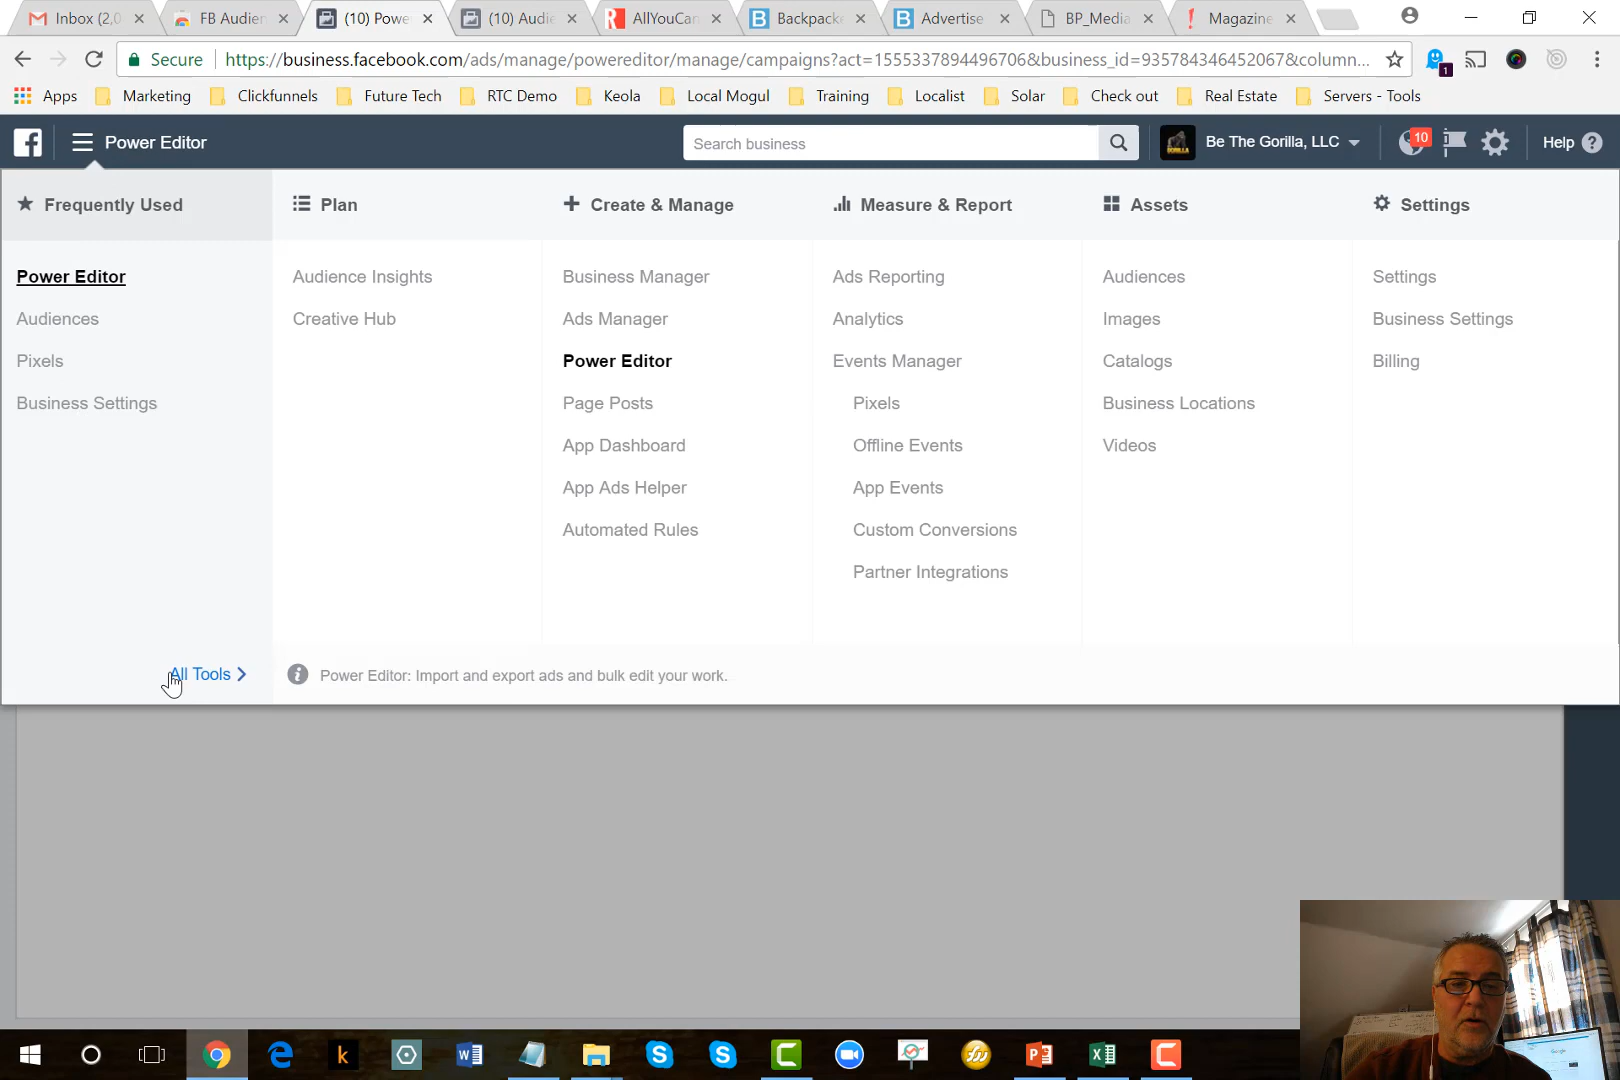 Inbox (2,0
FB Audien
(10) Powe
(10) Audie
AllYouCan
Backpacke
Advertise
BP_Media
Magazine
Secure
https://business.facebook.com/ads/manage/powereditor/manage/campaigns?act=1555337894496706&business_id=935784346452067&column...
1
Apps
Marketing
Clickfunnels
Future Tech
RTC Demo
Keola
Local Mogul
Training
Localist
Solar
Check out
Real Estate
Servers - Tools
Power Editor
Search business
Be The Gorilla, LLC
10
Help
Frequently Used
Power Editor
Audiences
Pixels
Business Settings
All Tools
Plan
Audience Insights
Creative Hub
Create & Manage
Business Manager
Ads Manager
Power Editor
Page Posts
App Dashboard
App Ads Helper
Automated Rules
Measure & Report
Ads Reporting
Analytics
Events Manager
Pixels
Offline Events
App Events
Custom Conversions
Partner Integrations
Assets
Audiences
Images
Catalogs
Business Locations
Videos
Settings
Settings
Business Settings
Billing
Power Editor: Import and export ads and bulk edit your work.